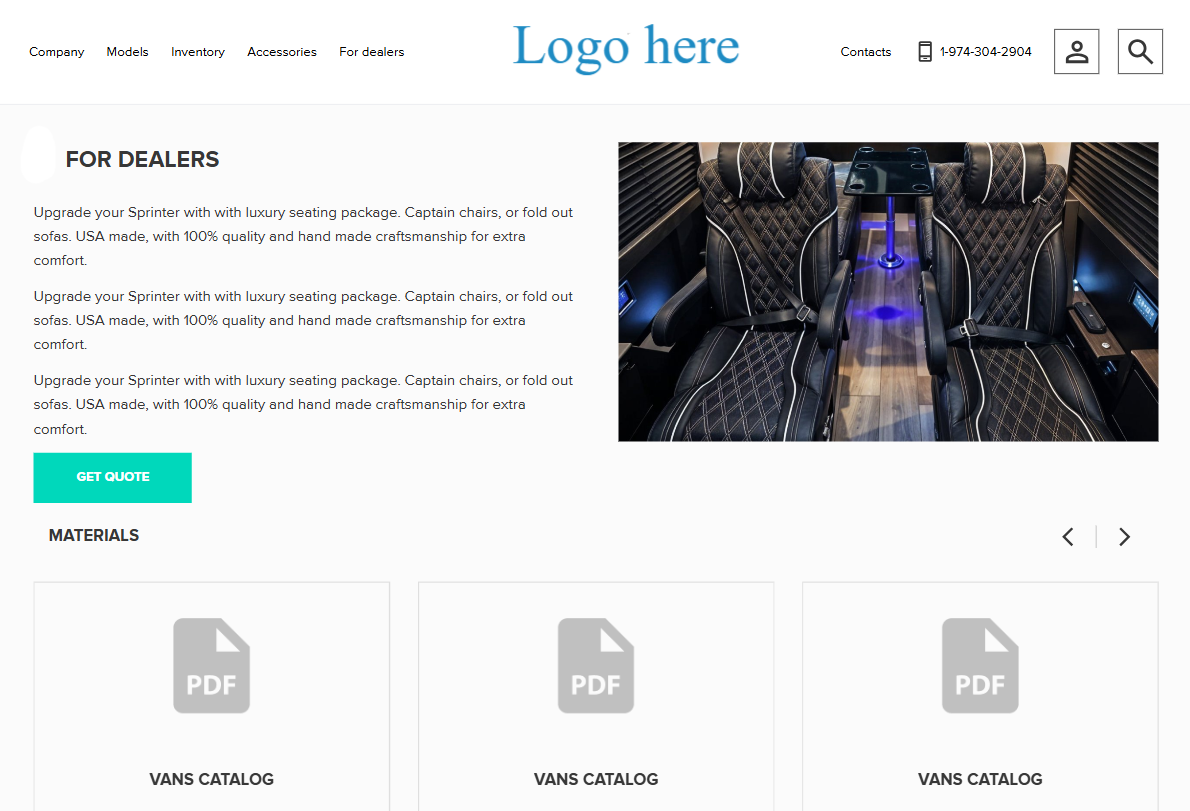 Company Models Inventory Accessories For dealers Logo here Contacts 1-974-304-2904
FOR DEALERS
Upgrade your Sprinter with with luxury seating package. Captain chairs, or fold out
sofas. USA made, with 100% quality and hand made craftsmanship for extra
comfort.
Upgrade your Sprinter with with luxury seating package. Captain chairs, or fold out
sofas. USA made, with 100% quality and hand made craftsmanship for extra
comfort.
Upgrade your Sprinter with with luxury seating package. Captain chairs, or fold out
sofas. USA made, with 100% quality and hand made craftsmanship for extra
comfort.
GET QUOTE
MATERIALS
PDF PDF PDF
VANS CATALOG VANS CATALOG VANS CATALOG